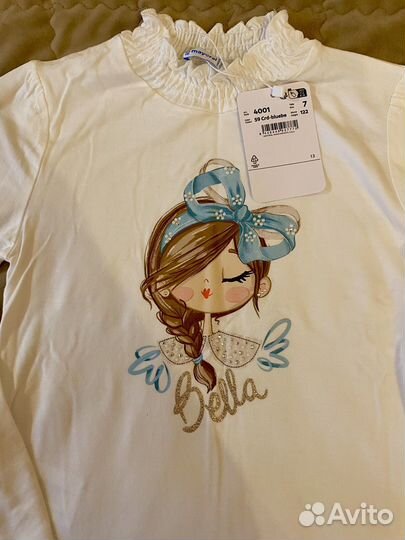 mayoral
4001
7
59 Crd-bluebe
122
13
Bella
Avito